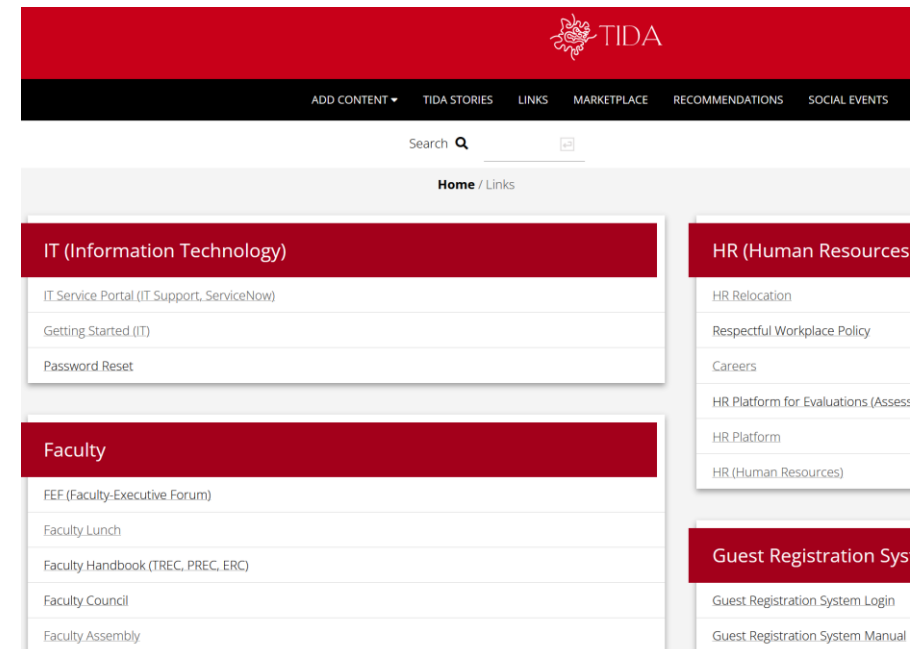 TIDA
ADD CONTENT TIDA STORIES LINKS MARKETPLACE RECOMMENDATIONS SOCIAL EVENTS
Search
Home / Links
IT (Information Technology)
IT Service Portal (IT Support, ServiceNow)
Getting Started (IT)
Password Reset
Faculty
FEF (Faculty-Executive Forum)
Faculty Lunch
Faculty Handbook (TREC, PREC, ERC)
Faculty Council
Faculty Assembly
HR (Human Resources
HR Relocation
Respectful Workplace Policy
Careers
HR Platform for Evaluations (Assess
HR Platform
HR (Human Resources)
Guest Registration Sys
Guest Registration System Login
Guest Registration System Manual